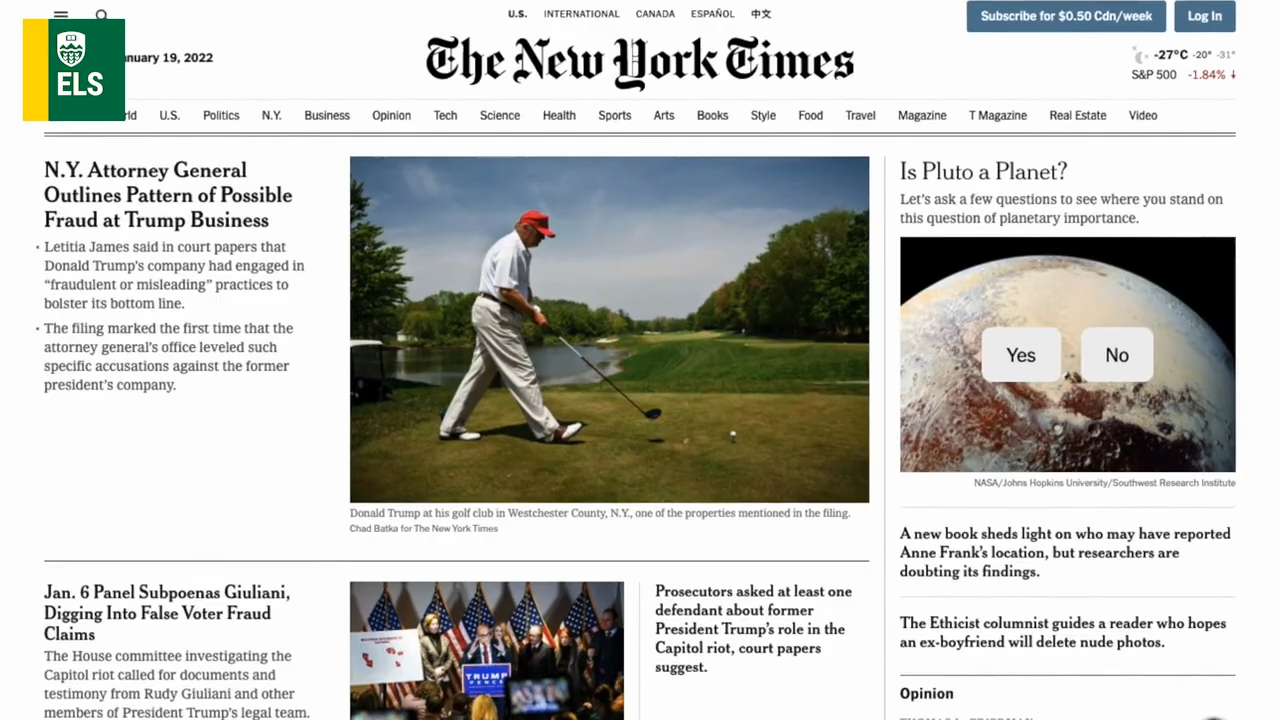 U.S. INTERNATIONAL CANADA ESPAÑOL 中文
Subscribe for $0.50 Cdn/week Log In
ELS
19, 2022
The New York Times
-27°C -20° -31°
S&P 500 -1.84% ↓
U.S. Politics N.Y. Business Opinion Tech Science Health Sports Arts Books Style Food Travel Magazine T Magazine Real Estate Video
N.Y. Attorney General
Outlines Pattern of Possible
Fraud at Trump Business
• Letitia James said in court papers that
Donald Trump's company had engaged in
“fraudulent or misleading” practices to
bolster its bottom line.
• The filing marked the first time that the
attorney general's office leveled such
specific accusations against the former
president's company.
Donald Trump at his golf club in Westchester County, N.Y., one of the properties mentioned in the filing.
Chad Batka for The New York Times
Is Pluto a Planet?
Let's ask a few questions to see where you stand on
this question of planetary importance.
Yes No
NASA/Johns Hopkins University/Southwest Research Institute
A new book sheds light on who may have reported
Anne Frank's location, but researchers are
doubting its findings.
The Ethicist columnist guides a reader who hopes
an ex-boyfriend will delete nude photos.
Opinion
Jan. 6 Panel Subpoenas Giuliani,
Digging Into False Voter Fraud
Claims
The House committee investigating the
Capitol riot called for documents and
testimony from Rudy Giuliani and other
members of President Trump's legal team.
TRUMP
PENCE
Prosecutors asked at least one
defendant about former
President Trump's role in the
Capitol riot, court papers
suggest.